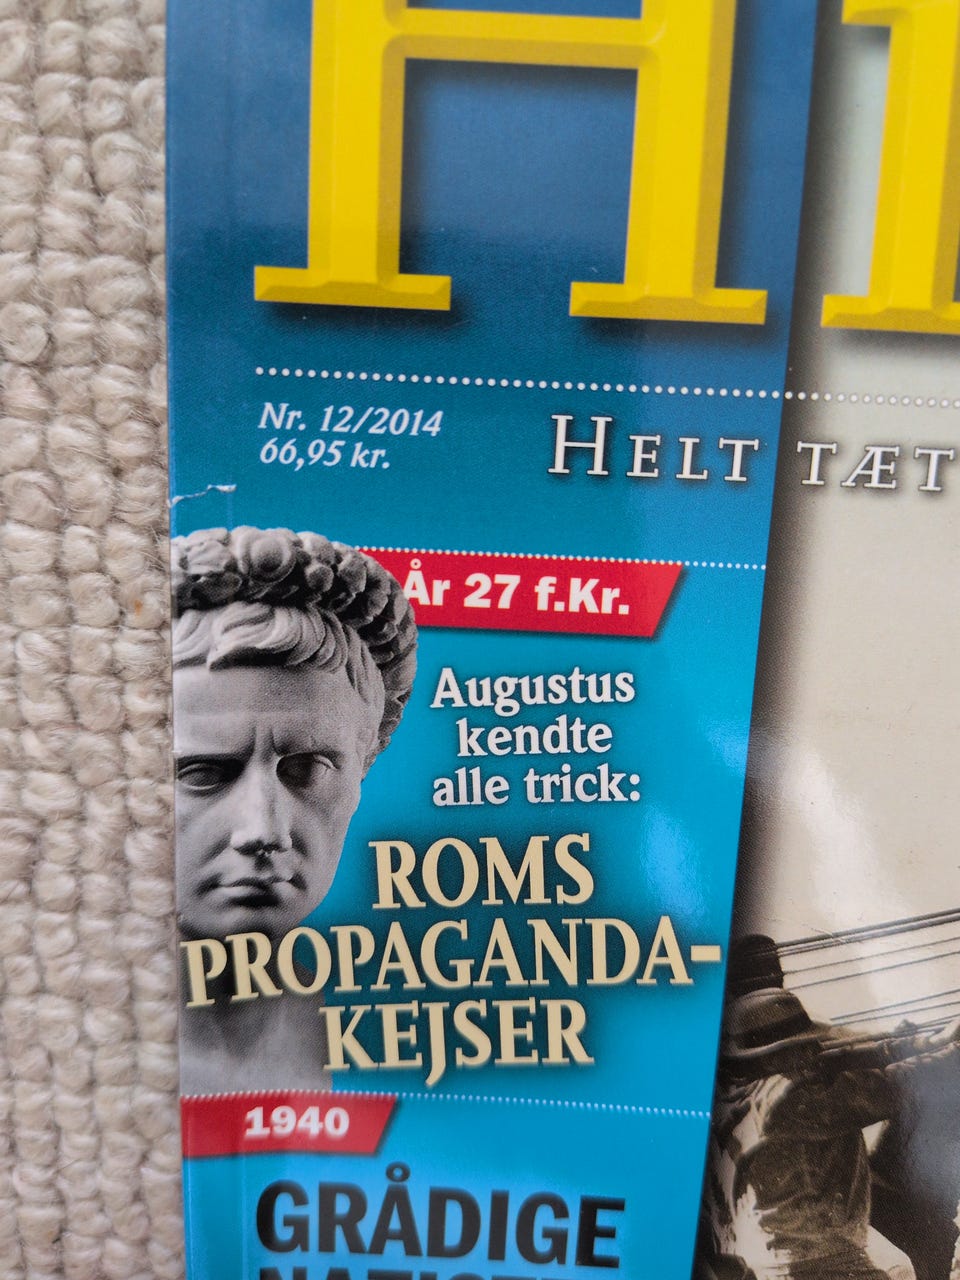 HI
Nr. 12/2014
66,95 kr.
HELT TÆT
År 27 f.Kr.
Augustus
kendte
alle trick:
ROMS
PROPAGANDA-
KEJSER
1940
GRÅDIGE